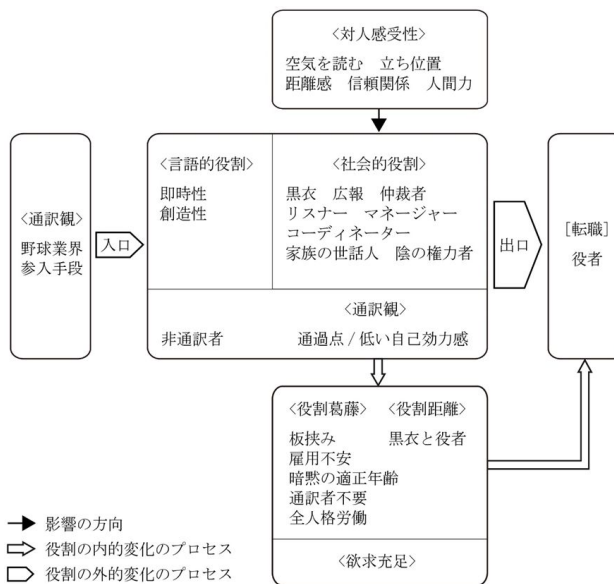 〈対人感受性〉
空気を読む　立ち位置
距離感　信頼関係　人間力
〈通訳観〉
野球業界
参入手段
入口
〈言語的役割〉
即時性
創造性
〈社会的役割〉
黒衣　広報　仲裁者
リスナー　マネージャー
コーディネーター
家族の世話人　陰の権力者
〈通訳観〉
非通訳者　通過点 / 低い自己効力感
出口
［転職］
役者
〈役割葛藤〉　〈役割距離〉
板挟み　黒衣と役者
雇用不安
暗黙の適正年齢
通訳者不要
全人格労働
〈欲求充足〉
影響の方向
役割の内的変化のプロセス
役割の外的変化のプロセス